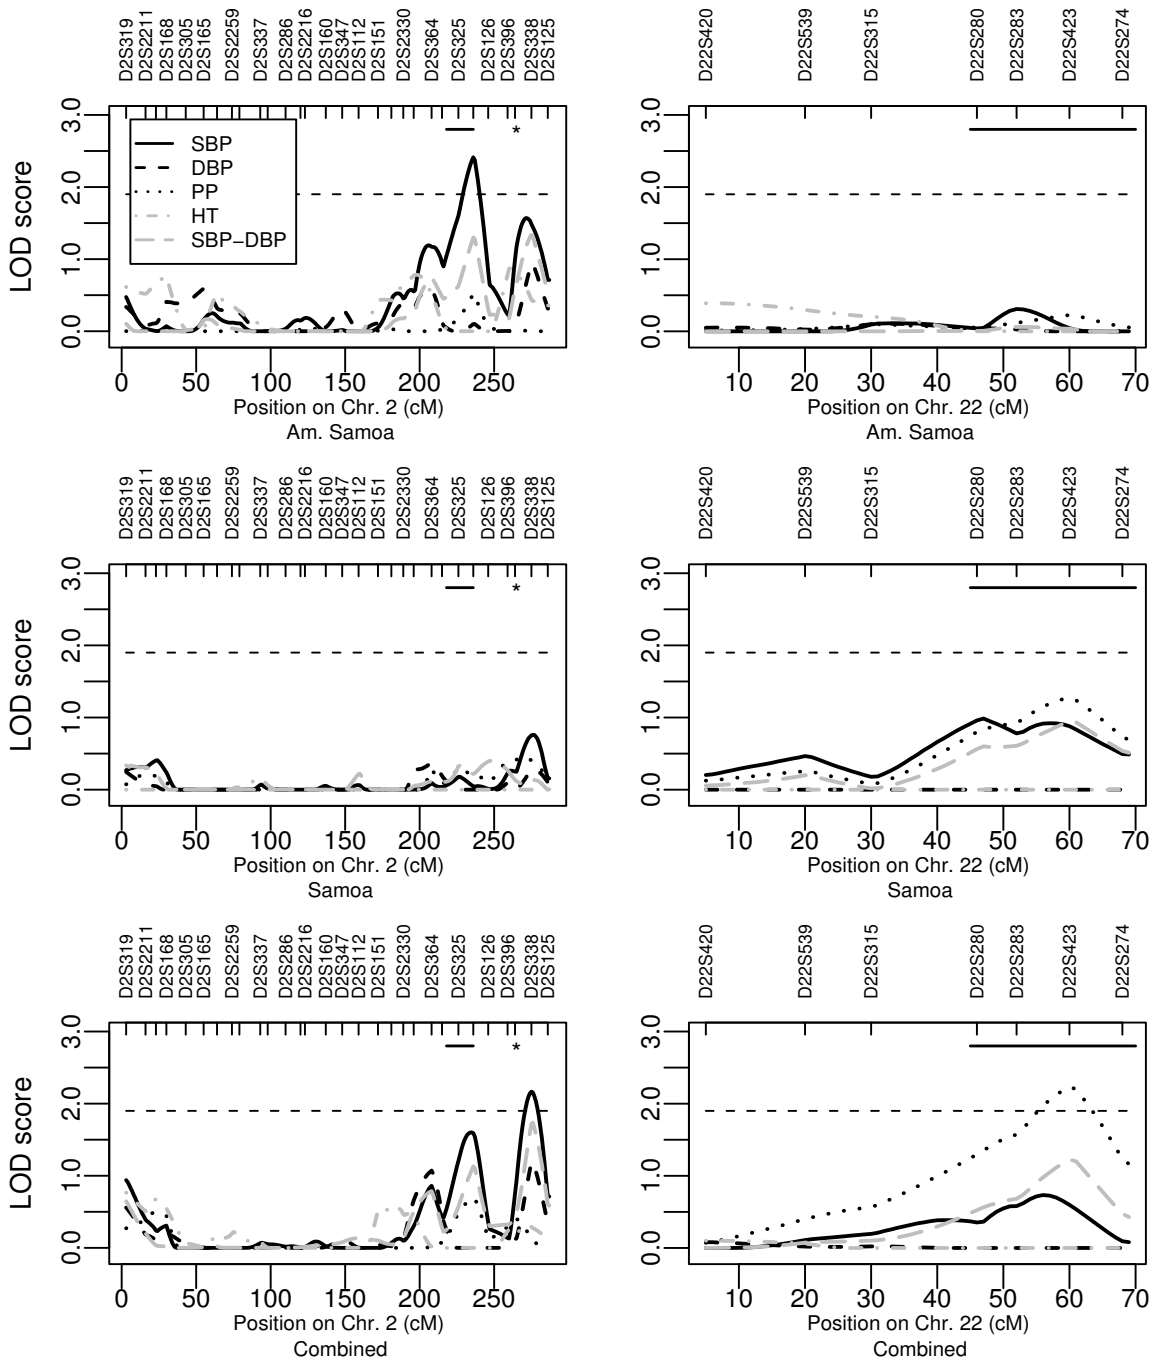 D2S319 D2S2211 D2S168 D2S305 D2S165 D2S2259 D2S337 D2S286 D2S2216 D2S160 D2S347 D2S112 D2S151 D2S2330 D2S364 D2S325 D2S126 D2S396 D2S338 D2S125
LOD score
0.0 1.0 2.0 3.0
*
SBP
DBP
PP
HT
SBP−DBP
0 50 100 150 200 250
Position on Chr. 2 (cM)
Am. Samoa
D22S420 D22S539 D22S315 D22S280 D22S283 D22S423 D22S274
0.0 1.0 2.0 3.0
10 20 30 40 50 60 70
Position on Chr. 22 (cM)
Am. Samoa
D2S319 D2S2211 D2S168 D2S305 D2S165 D2S2259 D2S337 D2S286 D2S2216 D2S160 D2S347 D2S112 D2S151 D2S2330 D2S364 D2S325 D2S126 D2S396 D2S338 D2S125
LOD score
0.0 1.0 2.0 3.0
*
0 50 100 150 200 250
Position on Chr. 2 (cM)
Samoa
D22S420 D22S539 D22S315 D22S280 D22S283 D22S423 D22S274
0.0 1.0 2.0 3.0
10 20 30 40 50 60 70
Position on Chr. 22 (cM)
Samoa
D2S319 D2S2211 D2S168 D2S305 D2S165 D2S2259 D2S337 D2S286 D2S2216 D2S160 D2S347 D2S112 D2S151 D2S2330 D2S364 D2S325 D2S126 D2S396 D2S338 D2S125
LOD score
0.0 1.0 2.0 3.0
*
0 50 100 150 200 250
Position on Chr. 2 (cM)
Combined
D22S420 D22S539 D22S315 D22S280 D22S283 D22S423 D22S274
0.0 1.0 2.0 3.0
10 20 30 40 50 60 70
Position on Chr. 22 (cM)
Combined